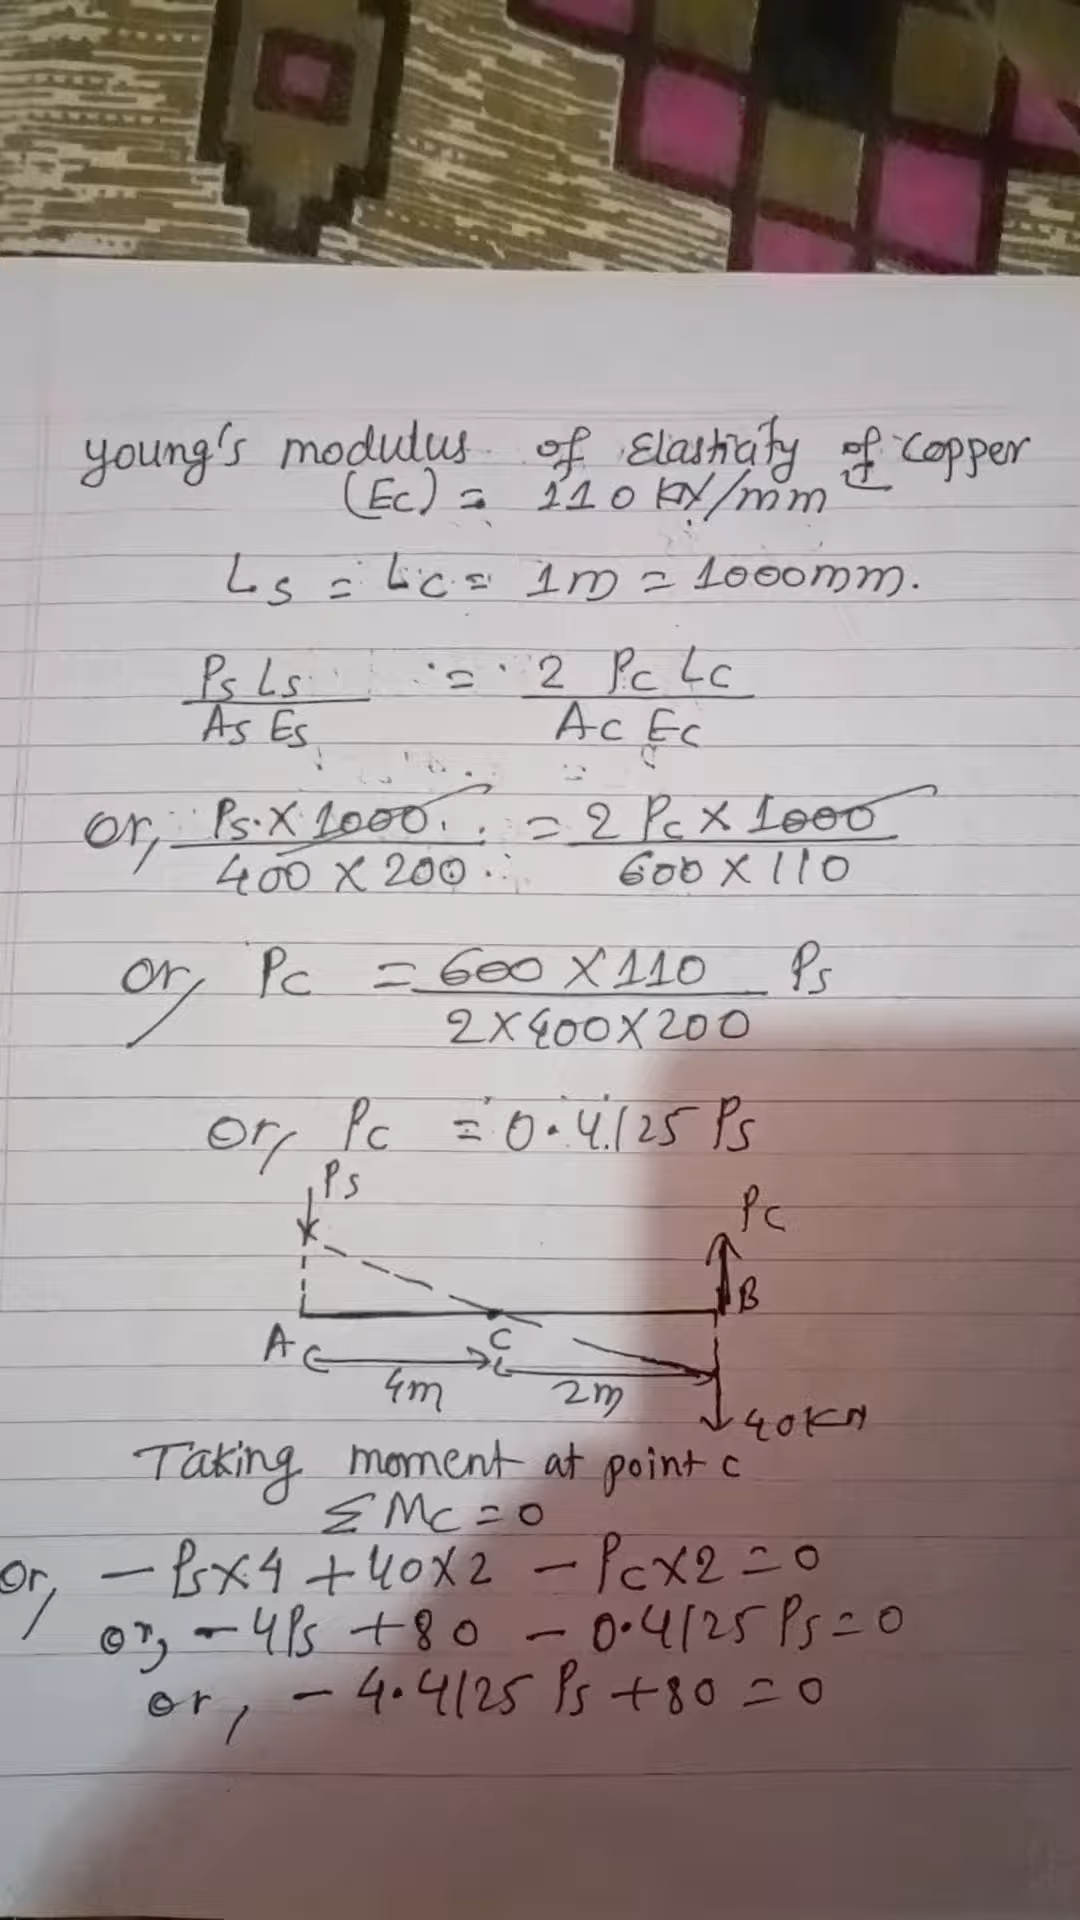 young's modulus of Elasticity of Copper
(Ec) = 110 KN/mm²
Ls = Lc = 1m = 1000mm.
Ps Ls / As Es = 2 Pc Lc / Ac Ec
or, Ps × 1000 / 400 × 200 = 2 Pc × 1000 / 600 × 110
or, Pc = 600 × 110 / 2×400×200 Ps
or, Pc = 0.4125 Ps
Ps
Pc
B
A
C
4m
2m
40KN
Taking moment at point c
ΣMc = 0
or, - Ps×4 + 40×2 - Pc×2 = 0
or, - 4Ps + 80 - 0.4125 Ps = 0
or, - 4.4125 Ps + 80 = 0